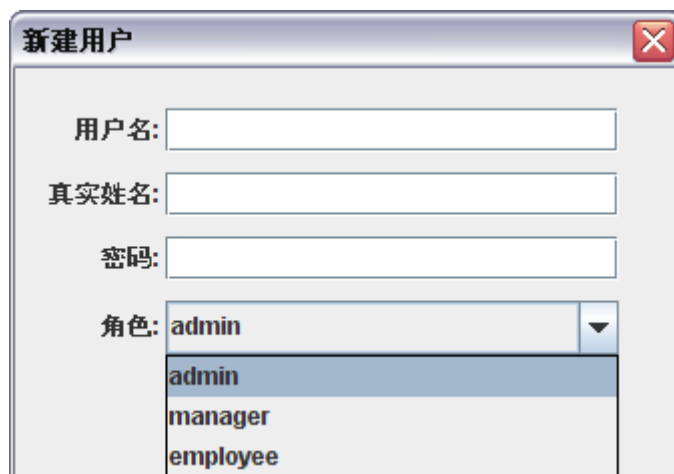 新建用户
用户名:
真实姓名:
密码:
角色: admin
admin
manager
employee